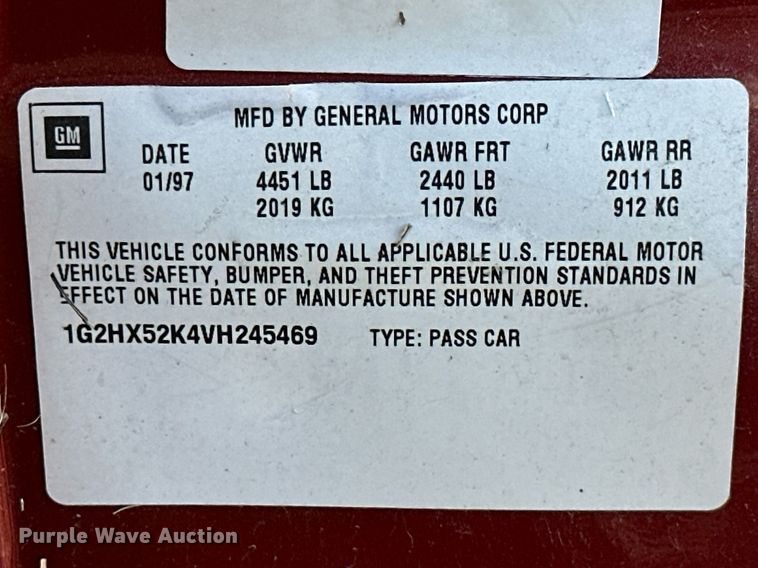 MFD BY GENERAL MOTORS CORP
GM
DATE GVWR GAWR FRT GAWR RR
01/97 4451 LB 2440 LB 2011 LB
2019 KG 1107 KG 912 KG
THIS VEHICLE CONFORMS TO ALL APPLICABLE U.S. FEDERAL MOTOR
VEHICLE SAFETY, BUMPER, AND THEFT PREVENTION STANDARDS IN
EFFECT ON THE DATE OF MANUFACTURE SHOWN ABOVE.
1G2HX52K4VH245469 TYPE: PASS CAR
Purple Wave Auction